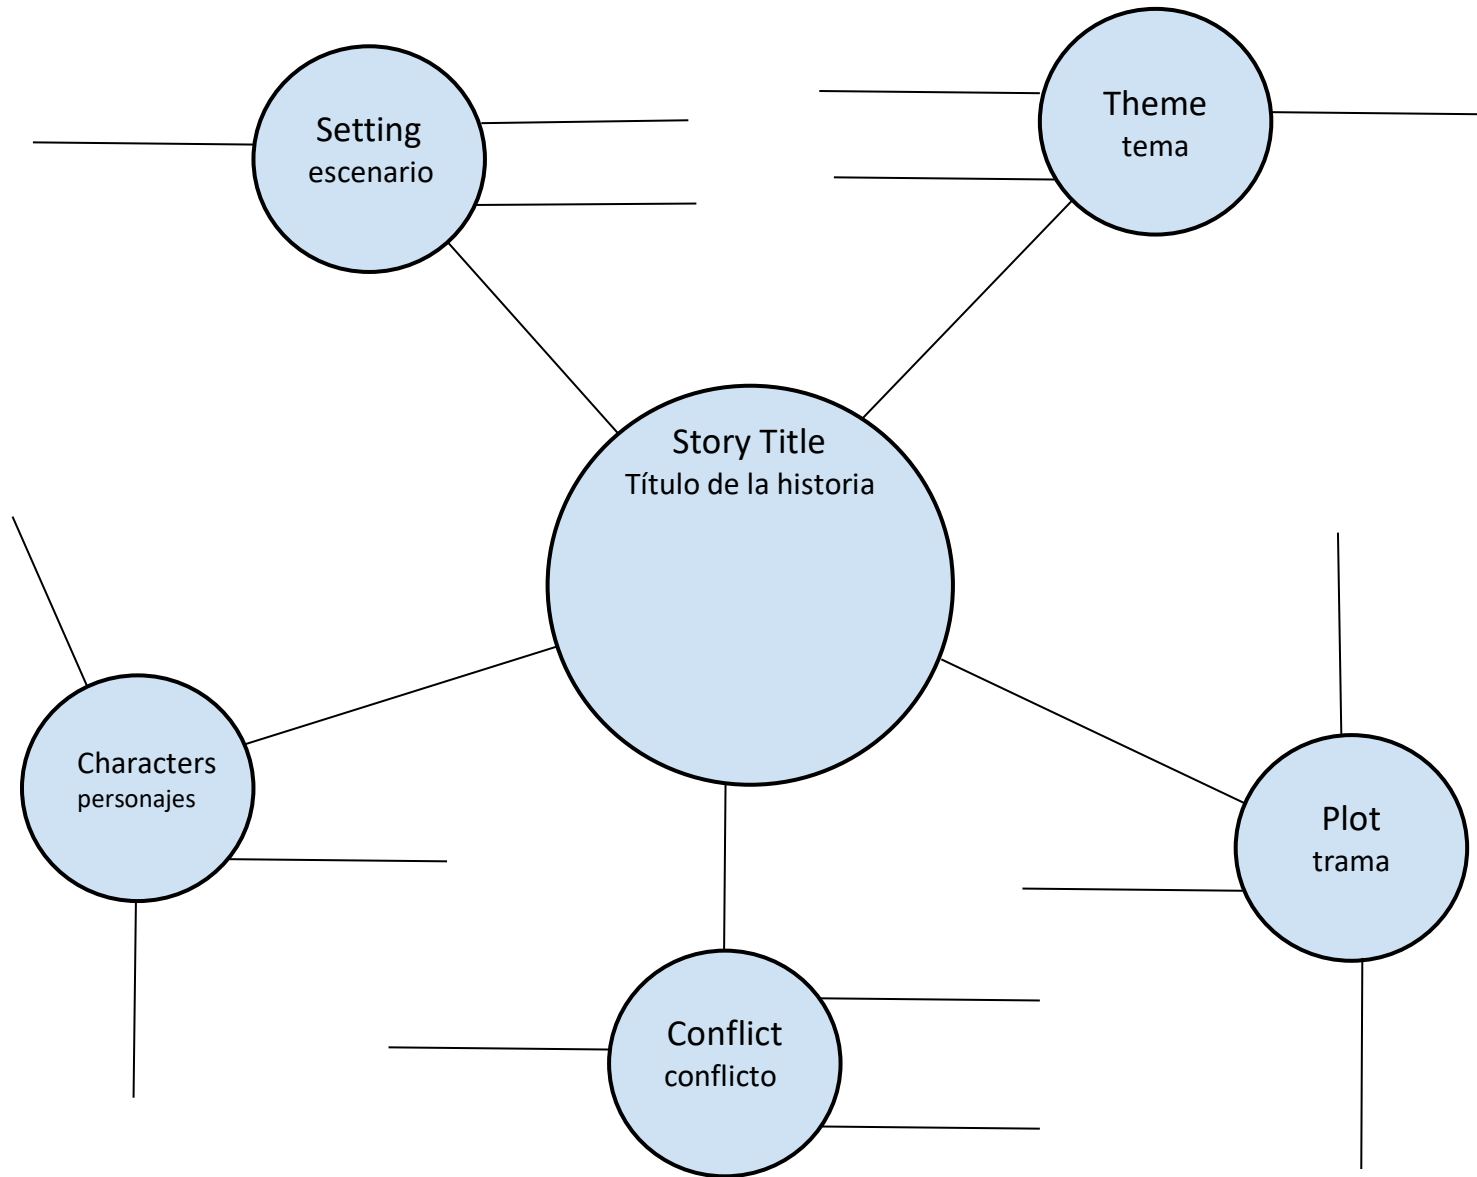 Setting
escenario
Theme
tema
Story Title
Título de la historia
Characters
personajes
Plot
trama
Conflict
conflicto